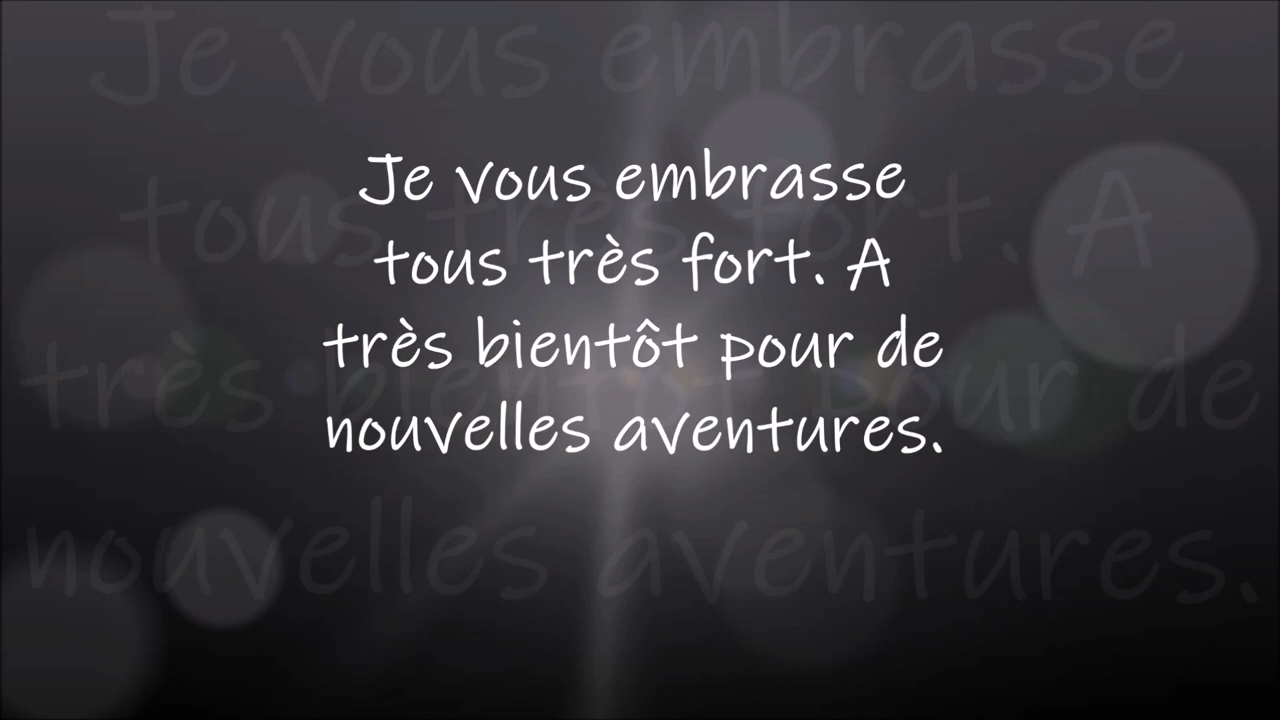 Je vous embrasse
tous très fort. A
très bientôt pour de
nouvelles aventures.